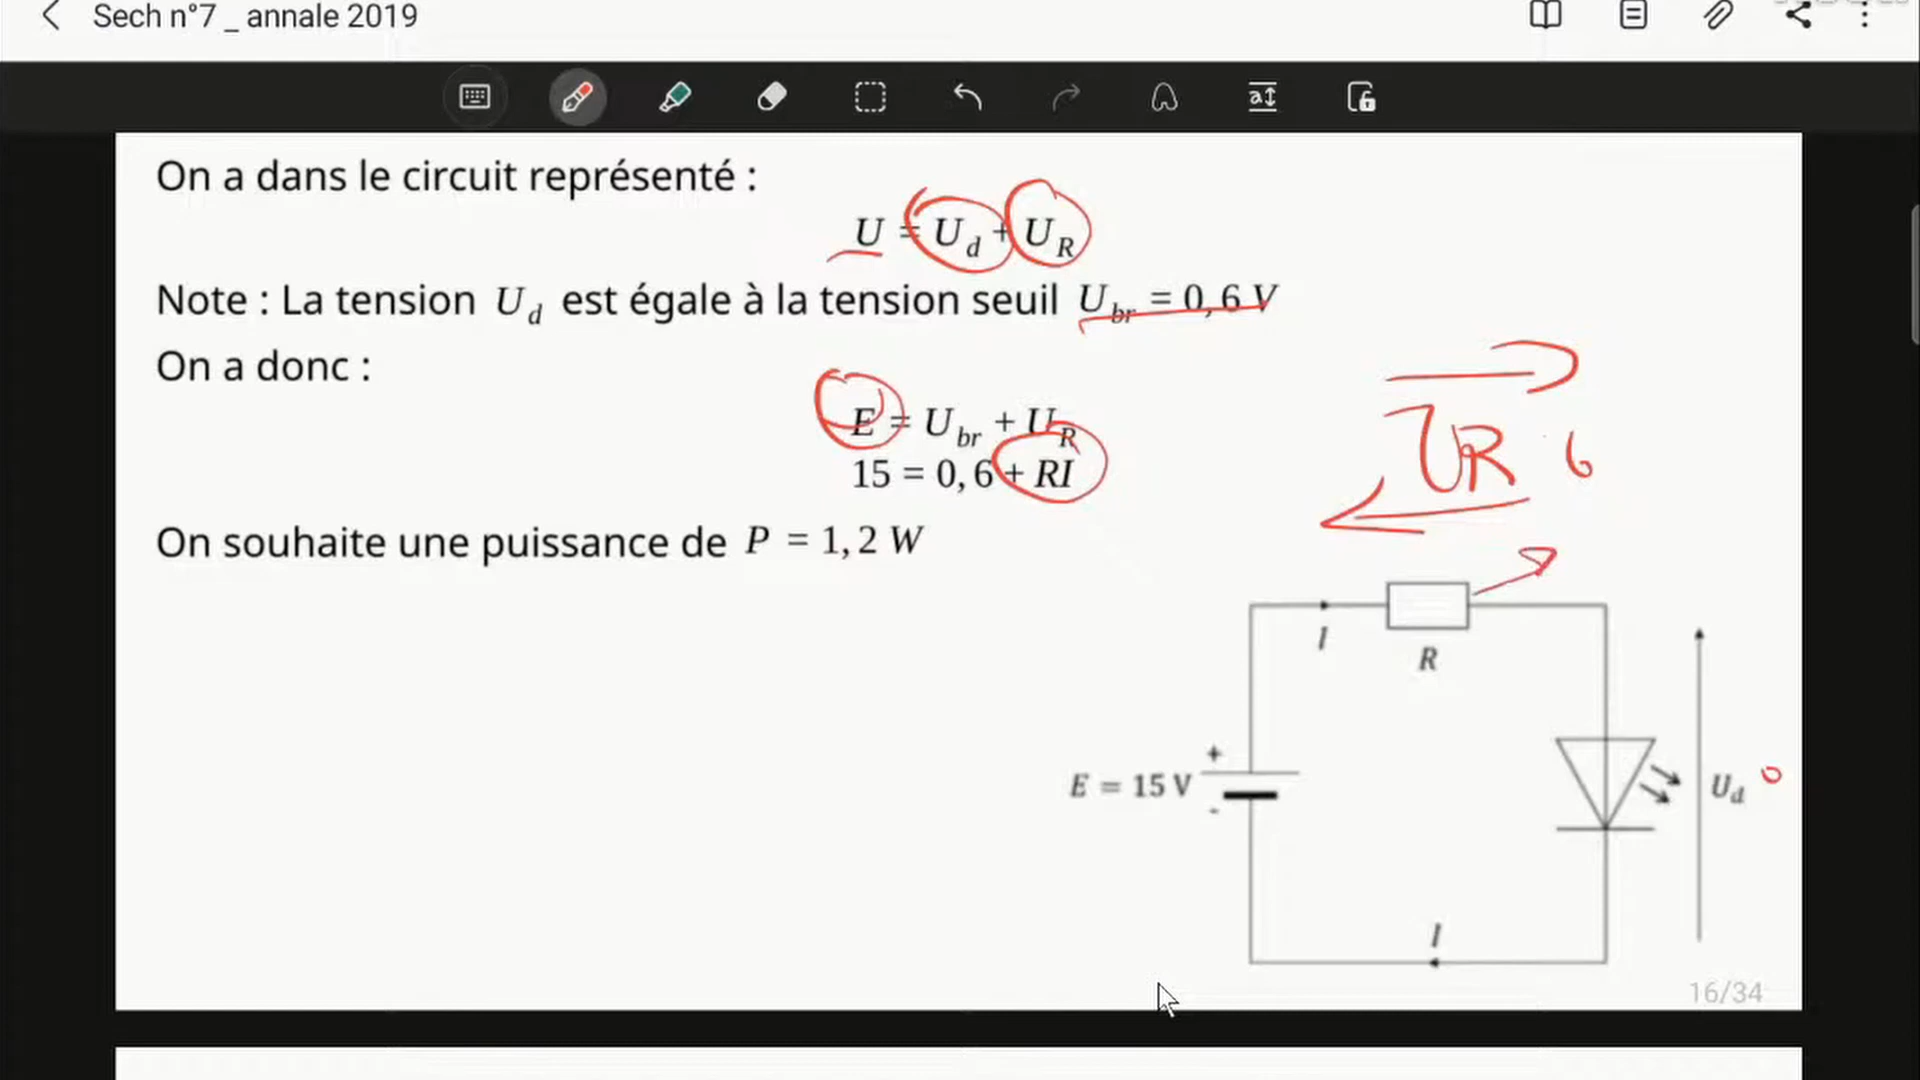 Sech n°7 _ annale 2019
On a dans le circuit représenté :
U = U_d + U_R
Note : La tension U_d est égale à la tension seuil U_br = 0, 6 V
On a donc :
E = U_br + U_R
15 = 0, 6 + RI
UR
On souhaite une puissance de P = 1, 2 W
I
R
+
E = 15 V
-
U_d
I
16/34